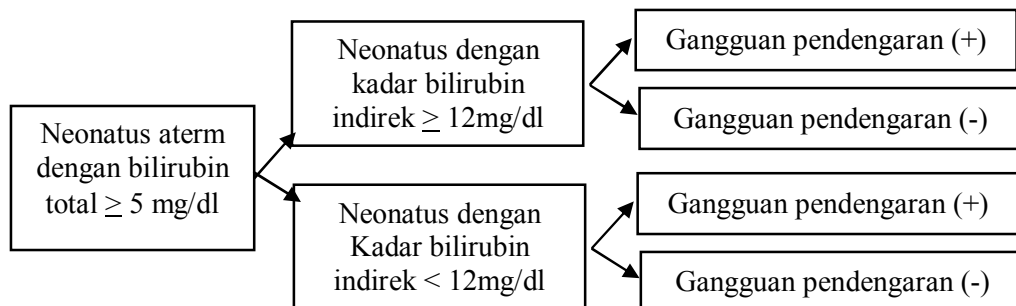 Neonatus aterm
dengan bilirubin
total ≥ 5 mg/dl
Neonatus dengan
kadar bilirubin
indirek ≥ 12mg/dl
Gangguan pendengaran (+)
Gangguan pendengaran (-)
Neonatus dengan
Kadar bilirubin
indirek < 12mg/dl
Gangguan pendengaran (+)
Gangguan pendengaran (-)